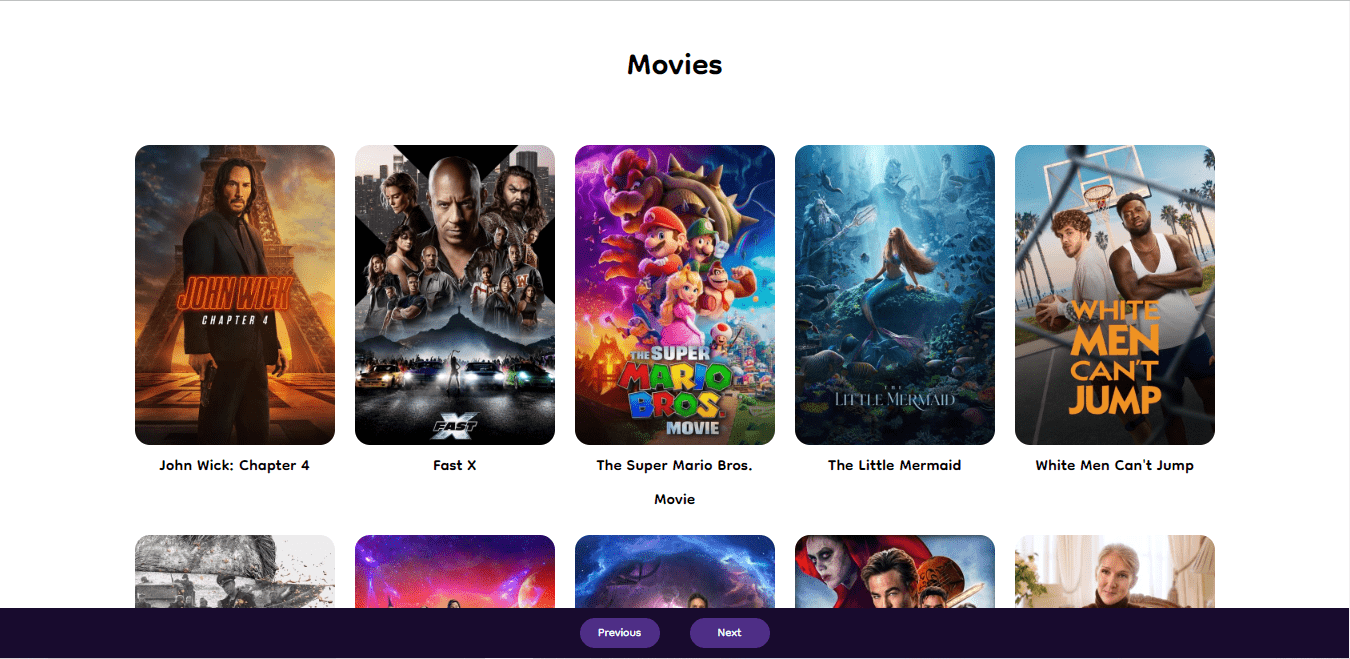 Movies
JOHN WICK
CHAPTER 4
FAST
X
THE SUPER
MARIO
BROS.
MOVIE
THE
LITTLE MERMAID
WHITE
MEN
CAN'T
JUMP
John Wick: Chapter 4
Fast X
The Super Mario Bros.
Movie
The Little Mermaid
White Men Can't Jump
Previous
Next